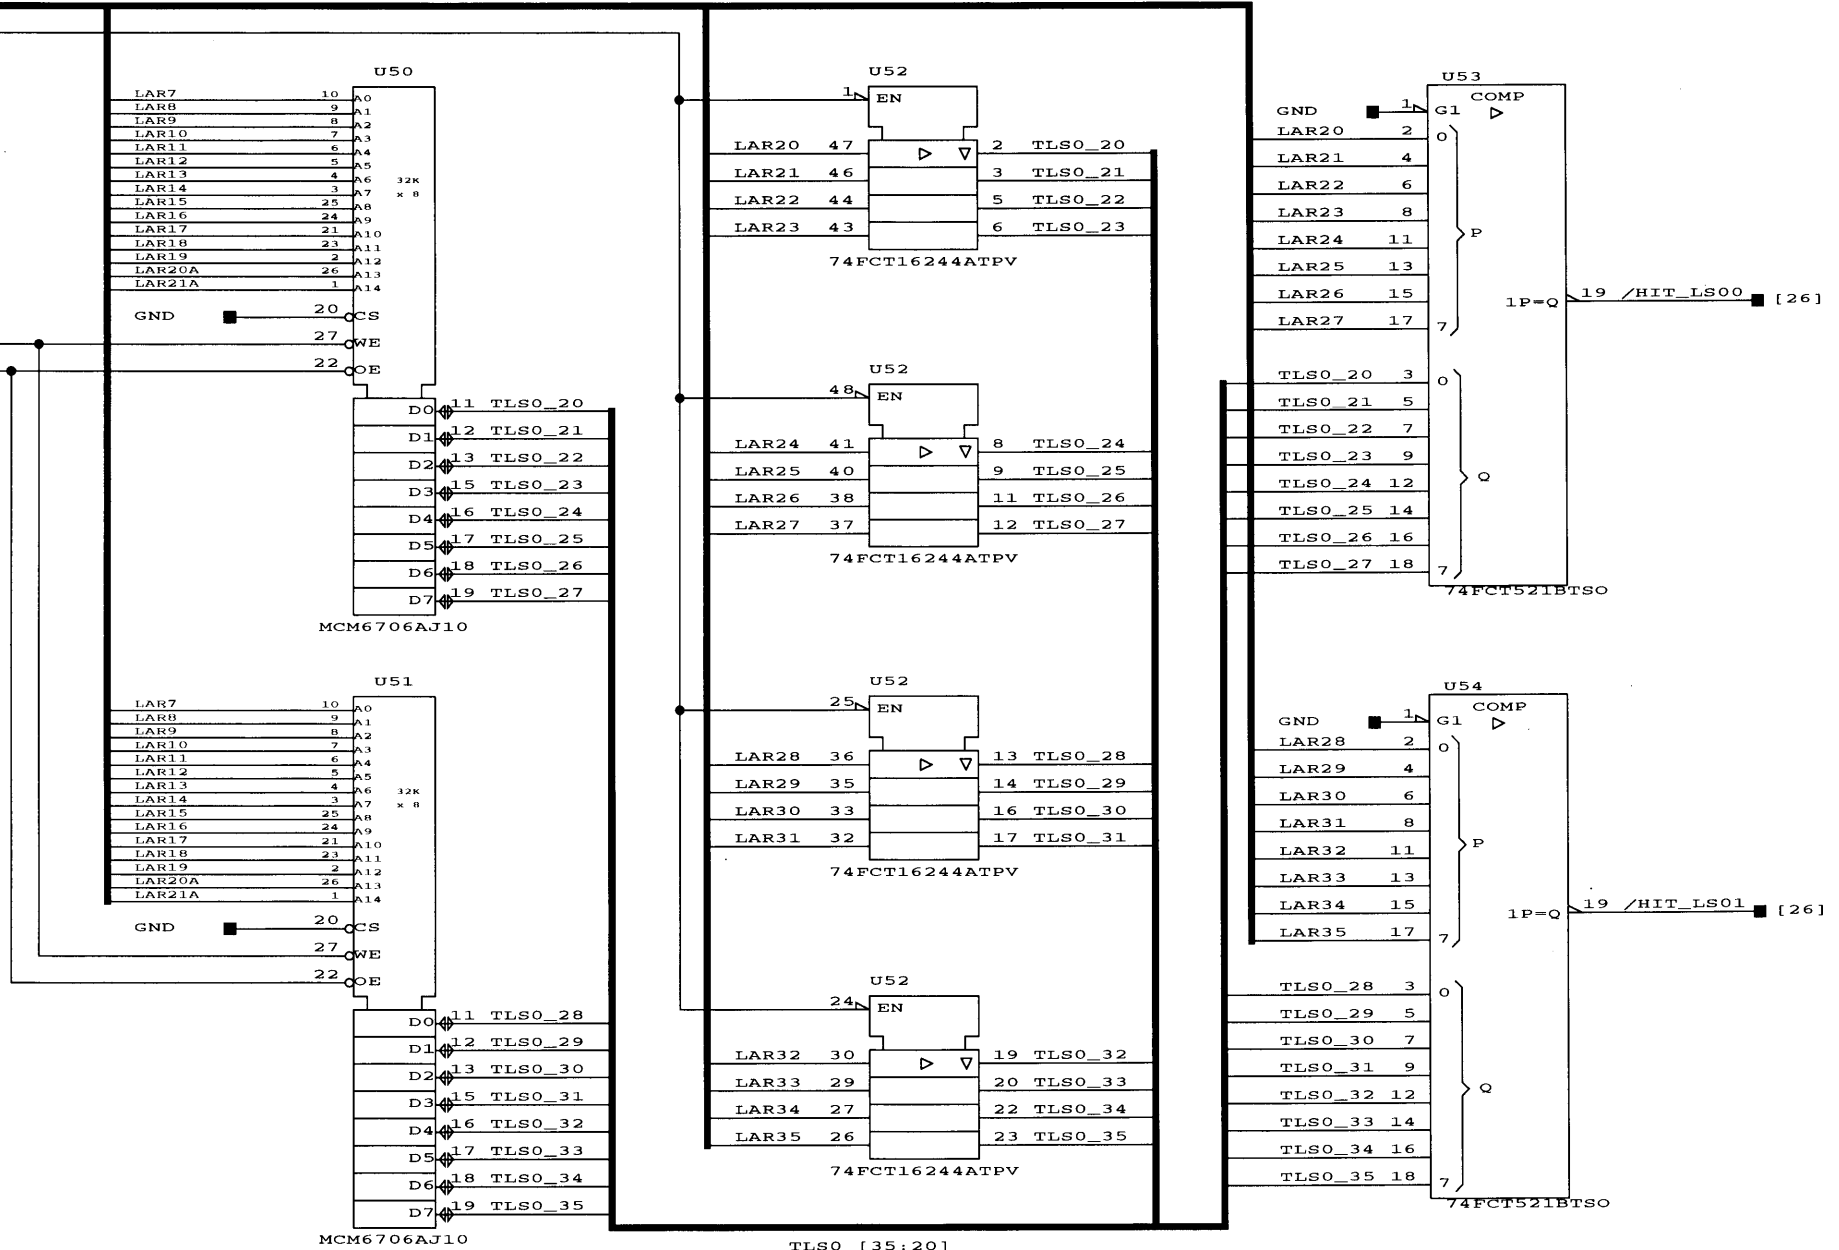 U50
LAR7 10 A0
LAR8 9 A1
LAR9 8 A2
LAR10 7 A3
LAR11 6 A4
LAR12 5 A5
LAR13 4 A6
LAR14 3 A7
LAR15 25 A8
LAR16 24 A9
LAR17 21 A10
LAR18 23 A11
LAR19 2 A12
LAR20A 26 A13
LAR21A 1 A14
32K
x 8
GND 20 CS
27 WE
22 OE
D0 11 TLS0_20
D1 12 TLS0_21
D2 13 TLS0_22
D3 15 TLS0_23
D4 16 TLS0_24
D5 17 TLS0_25
D6 18 TLS0_26
D7 19 TLS0_27
MCM6706AJ10
U51
LAR7 10 A0
LAR8 9 A1
LAR9 8 A2
LAR10 7 A3
LAR11 6 A4
LAR12 5 A5
LAR13 4 A6
LAR14 3 A7
LAR15 25 A8
LAR16 24 A9
LAR17 21 A10
LAR18 23 A11
LAR19 2 A12
LAR20A 26 A13
LAR21A 1 A14
32K
x 8
GND 20 CS
27 WE
22 OE
D0 11 TLS0_28
D1 12 TLS0_29
D2 13 TLS0_30
D3 15 TLS0_31
D4 16 TLS0_32
D5 17 TLS0_33
D6 18 TLS0_34
D7 19 TLS0_35
MCM6706AJ10
U52
1 EN
LAR20 47 2 TLS0_20
LAR21 46 3 TLS0_21
LAR22 44 5 TLS0_22
LAR23 43 6 TLS0_23
74FCT16244ATPV
U52
48 EN
LAR24 41 8 TLS0_24
LAR25 40 9 TLS0_25
LAR26 38 11 TLS0_26
LAR27 37 12 TLS0_27
74FCT16244ATPV
U52
25 EN
LAR28 36 13 TLS0_28
LAR29 35 14 TLS0_29
LAR30 33 16 TLS0_30
LAR31 32 17 TLS0_31
74FCT16244ATPV
U52
24 EN
LAR32 30 19 TLS0_32
LAR33 29 20 TLS0_33
LAR34 27 22 TLS0_34
LAR35 26 23 TLS0_35
74FCT16244ATPV
TLS0 [35:20]
U53
COMP
GND 1 G1
LAR20 2 0
LAR21 4
LAR22 6
LAR23 8
P
LAR24 11
LAR25 13
LAR26 15
LAR27 17 7
1P=Q 19 /HIT_LS00 [26]
TLS0_20 3 0
TLS0_21 5
TLS0_22 7
TLS0_23 9
Q
TLS0_24 12
TLS0_25 14
TLS0_26 16
TLS0_27 18 7
74FCT521BTSO
U54
COMP
GND 1 G1
LAR28 2 0
LAR29 4
LAR30 6
LAR31 8
P
LAR32 11
LAR33 13
LAR34 15
LAR35 17 7
1P=Q 19 /HIT_LS01 [26]
TLS0_28 3 0
TLS0_29 5
TLS0_30 7
TLS0_31 9
Q
TLS0_32 12
TLS0_33 14
TLS0_34 16
TLS0_35 18 7
74FCT521BTSO